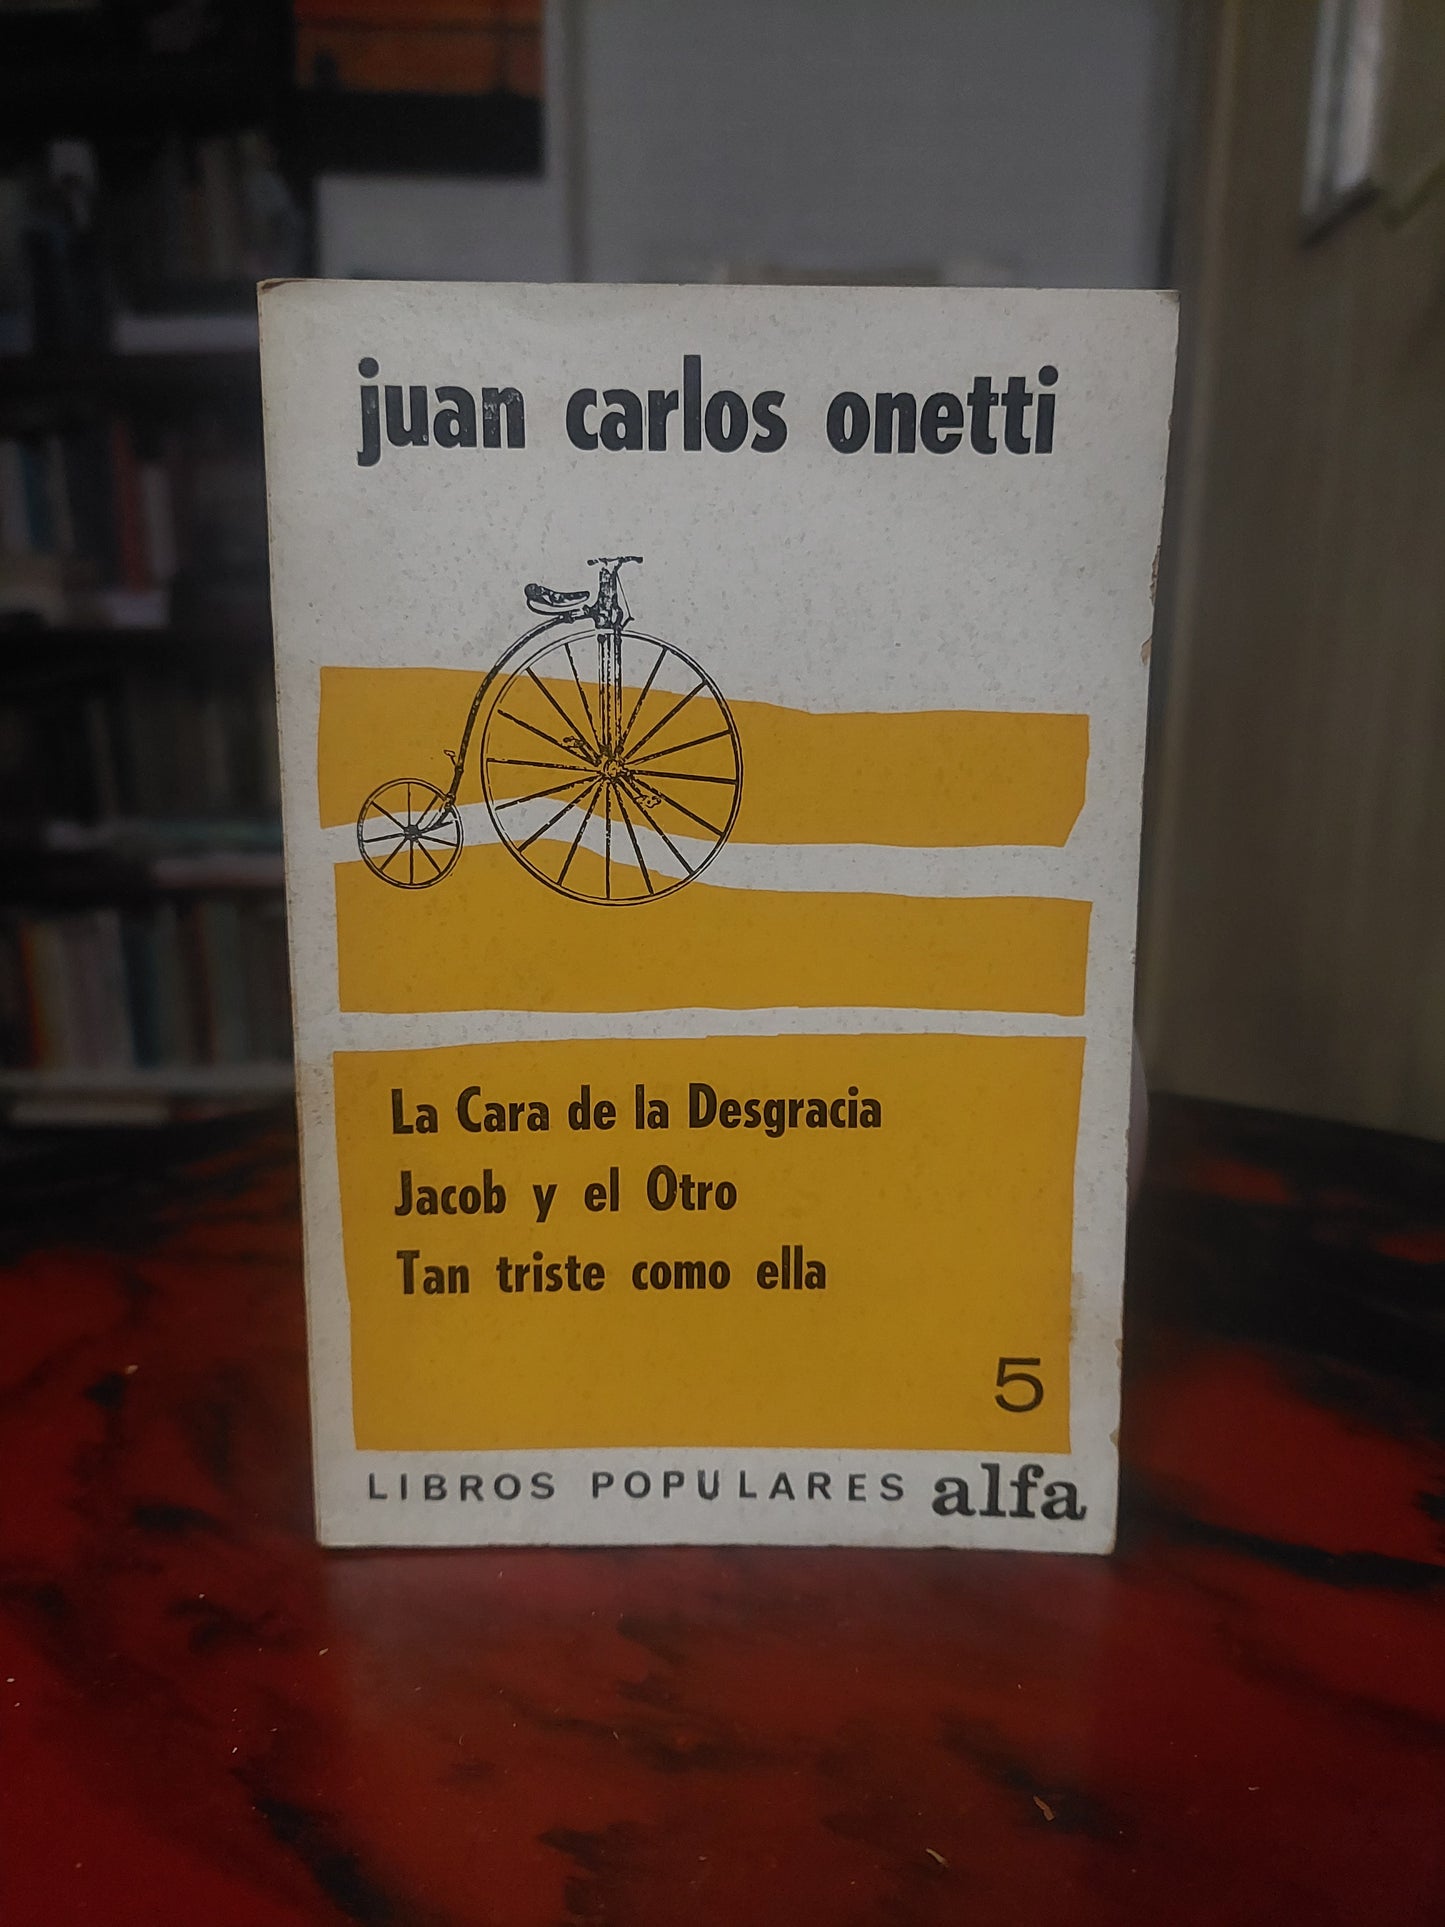 juan carlos onetti
La Cara de la Desgracia
Jacob y el Otro
Tan triste como ella
5
LIBROS POPULARES alfa